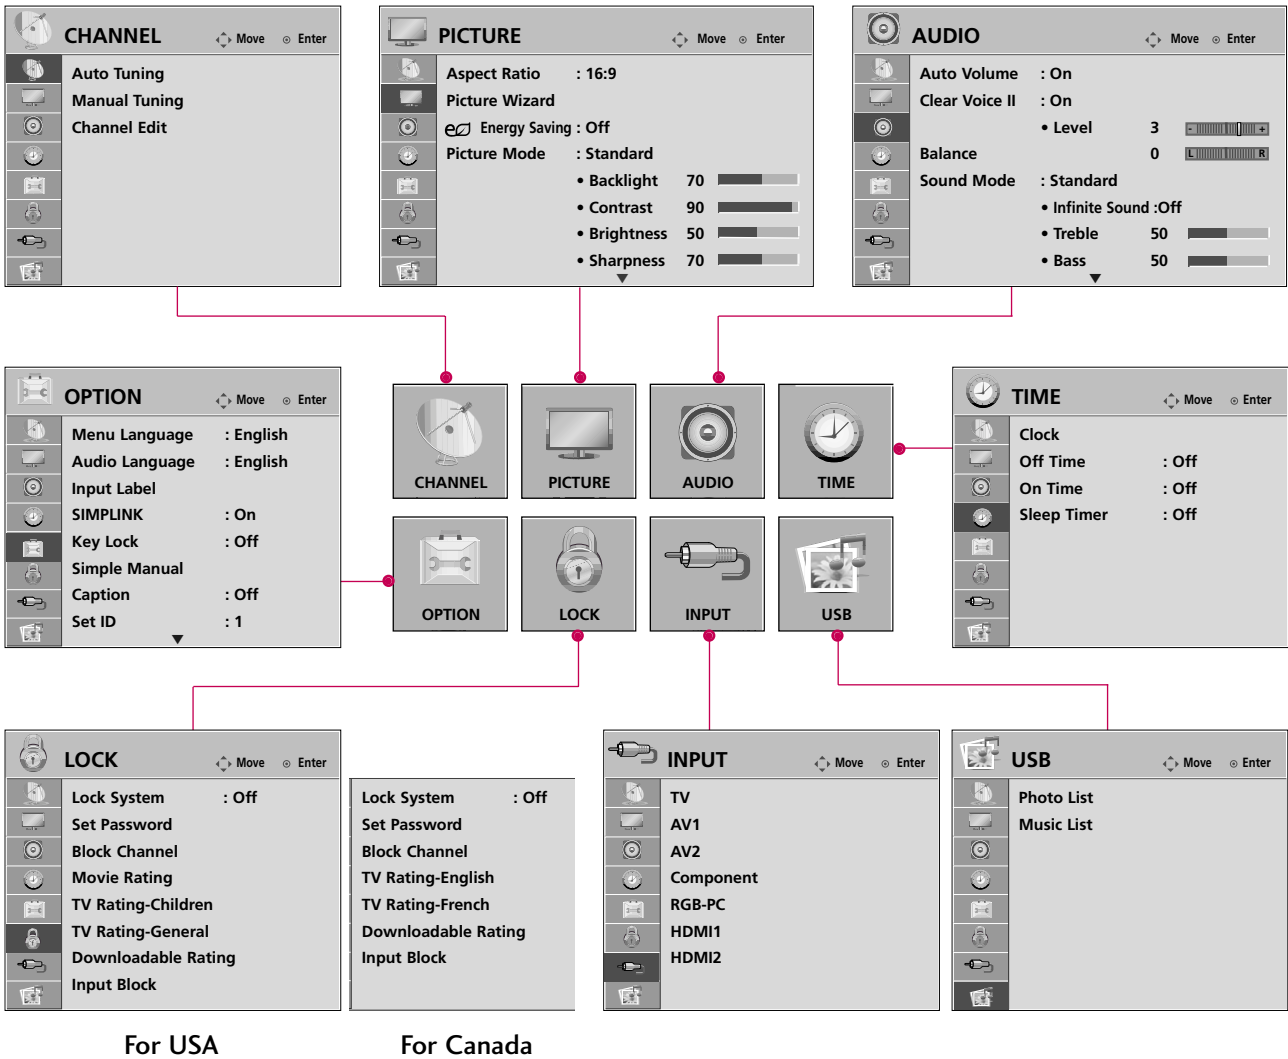 CHANNEL Move Enter
Auto Tuning
Manual Tuning
Channel Edit
PICTURE Move Enter
Aspect Ratio : 16:9
Picture Wizard
e Energy Saving : Off
Picture Mode : Standard
• Backlight 70
• Contrast 90
• Brightness 50
• Sharpness 70
AUDIO Move Enter
Auto Volume : On
Clear Voice II : On
• Level 3 - +
Balance 0 L R
Sound Mode : Standard
• Infinite Sound :Off
• Treble 50
• Bass 50
OPTION Move Enter
Menu Language : English
Audio Language : English
Input Label
SIMPLINK : On
Key Lock : Off
Simple Manual
Caption : Off
Set ID : 1
CHANNEL
PICTURE
AUDIO
TIME
OPTION
LOCK
INPUT
USB
TIME Move Enter
Clock
Off Time : Off
On Time : Off
Sleep Timer : Off
LOCK Move Enter
Lock System : Off
Set Password
Block Channel
Movie Rating
TV Rating-Children
TV Rating-General
Downloadable Rating
Input Block
For USA
Lock System : Off
Set Password
Block Channel
TV Rating-English
TV Rating-French
Downloadable Rating
Input Block
For Canada
INPUT Move Enter
TV
AV1
AV2
Component
RGB-PC
HDMI1
HDMI2
USB Move Enter
Photo List
Music List